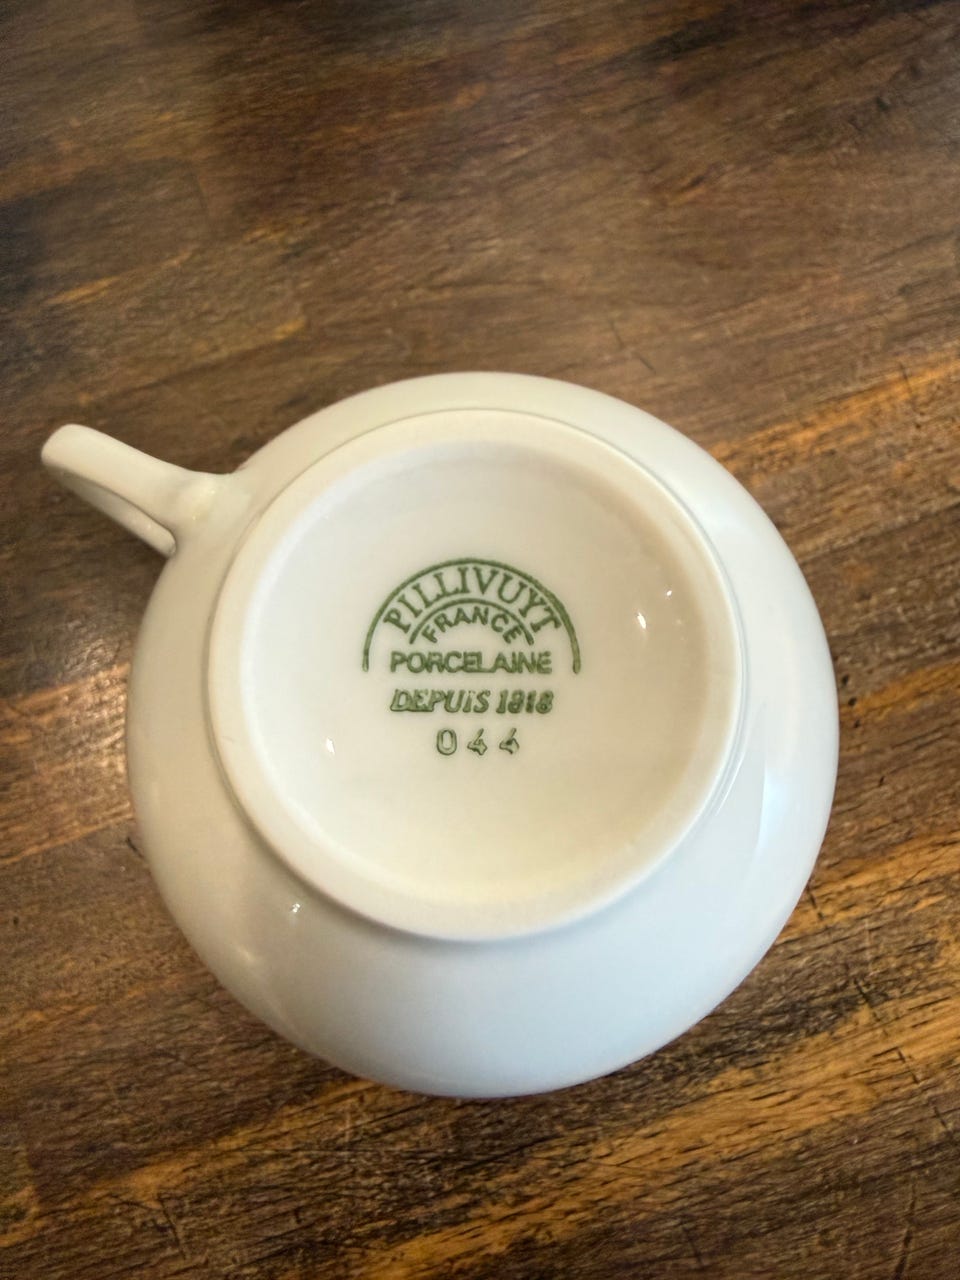 PILLIVUYT
FRANCE
PORCELAINE
DEPUIS 1818
044